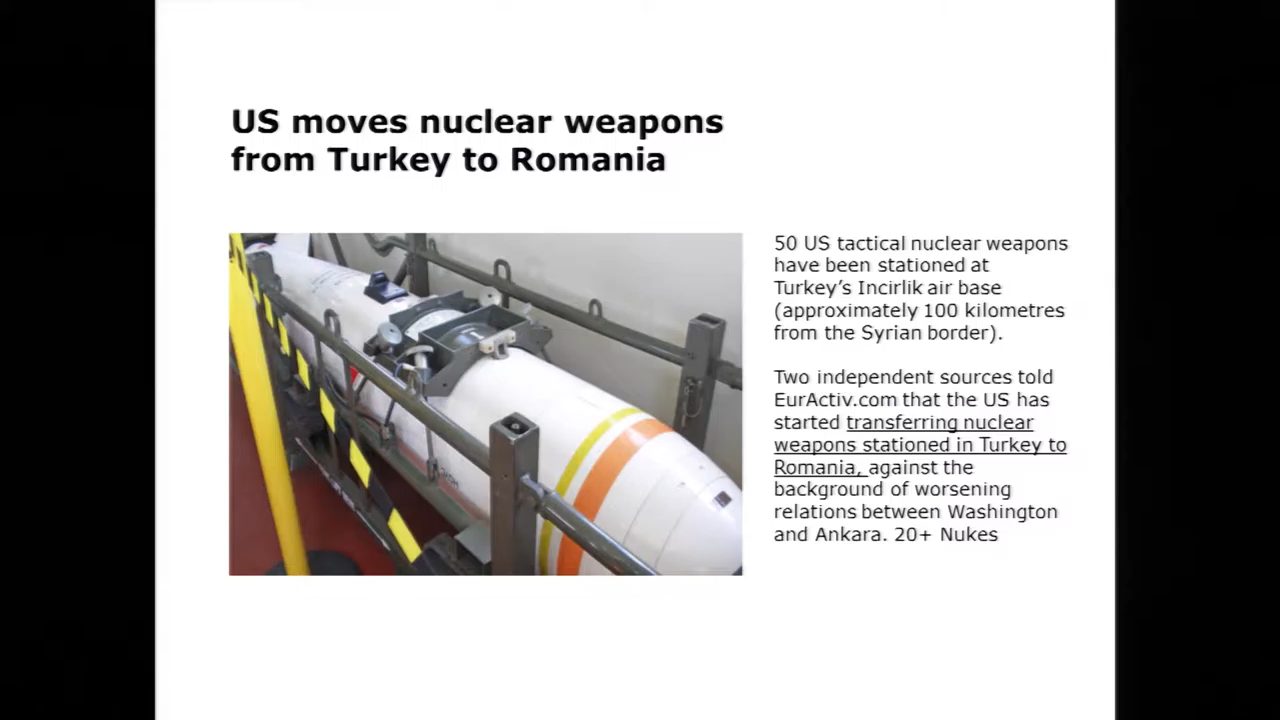 US moves nuclear weapons
from Turkey to Romania
50 US tactical nuclear weapons
have been stationed at
Turkey’s Incirlik air base
(approximately 100 kilometres
from the Syrian border).
Two independent sources told
EurActiv.com that the US has
started transferring nuclear
weapons stationed in Turkey to
Romania, against the
background of worsening
relations between Washington
and Ankara. 20+ Nukes